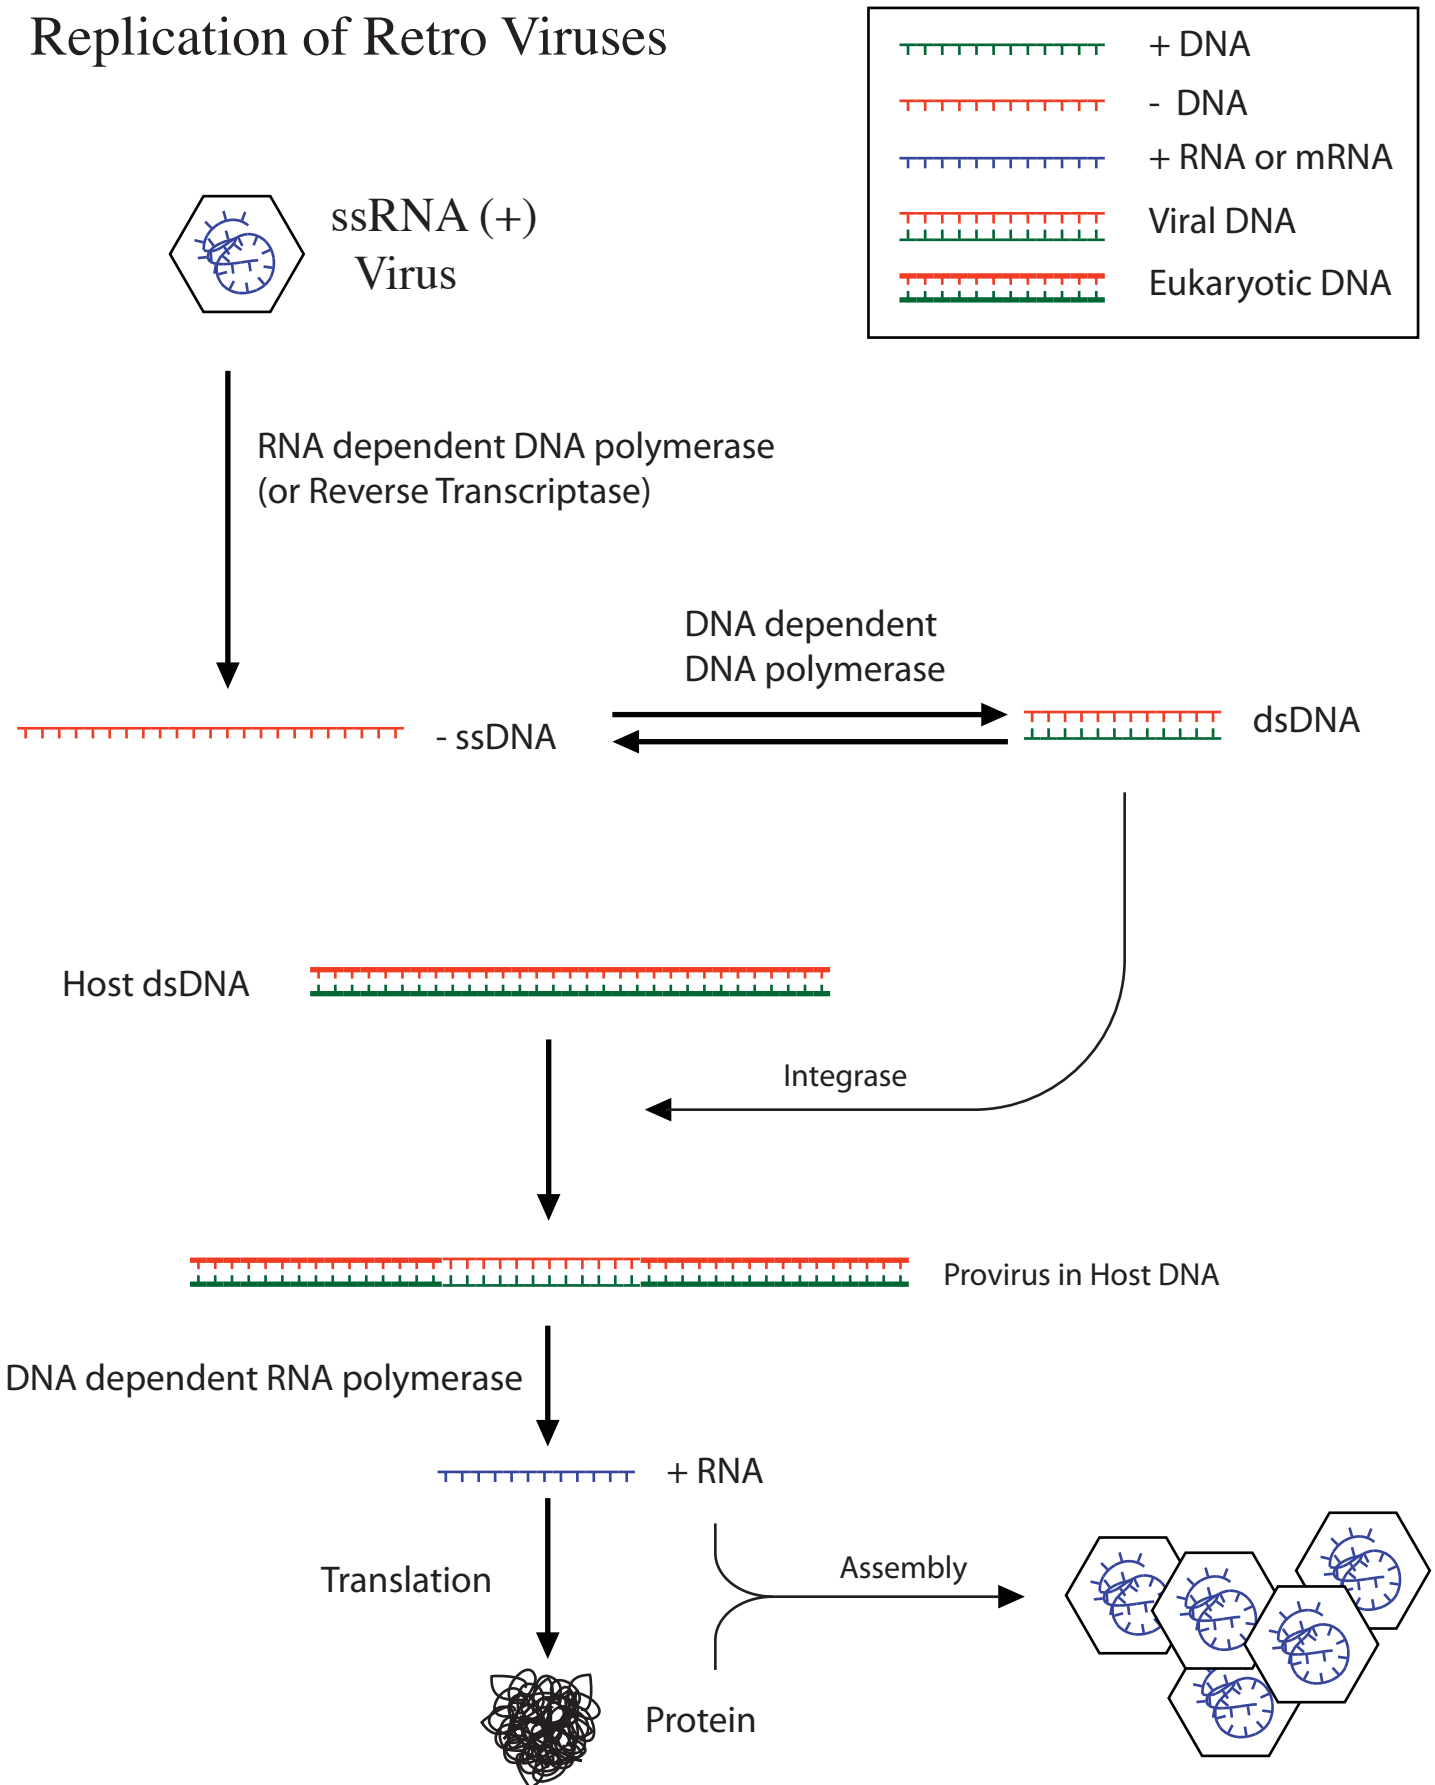 Replication of Retro Viruses
+ DNA
- DNA
+ RNA or mRNA
Viral DNA
Eukaryotic DNA
ssRNA (+)
Virus
RNA dependent DNA polymerase
(or Reverse Transcriptase)
DNA dependent
DNA polymerase
- ssDNA
dsDNA
Host dsDNA
Integrase
Provirus in Host DNA
DNA dependent RNA polymerase
+ RNA
Translation
Assembly
Protein